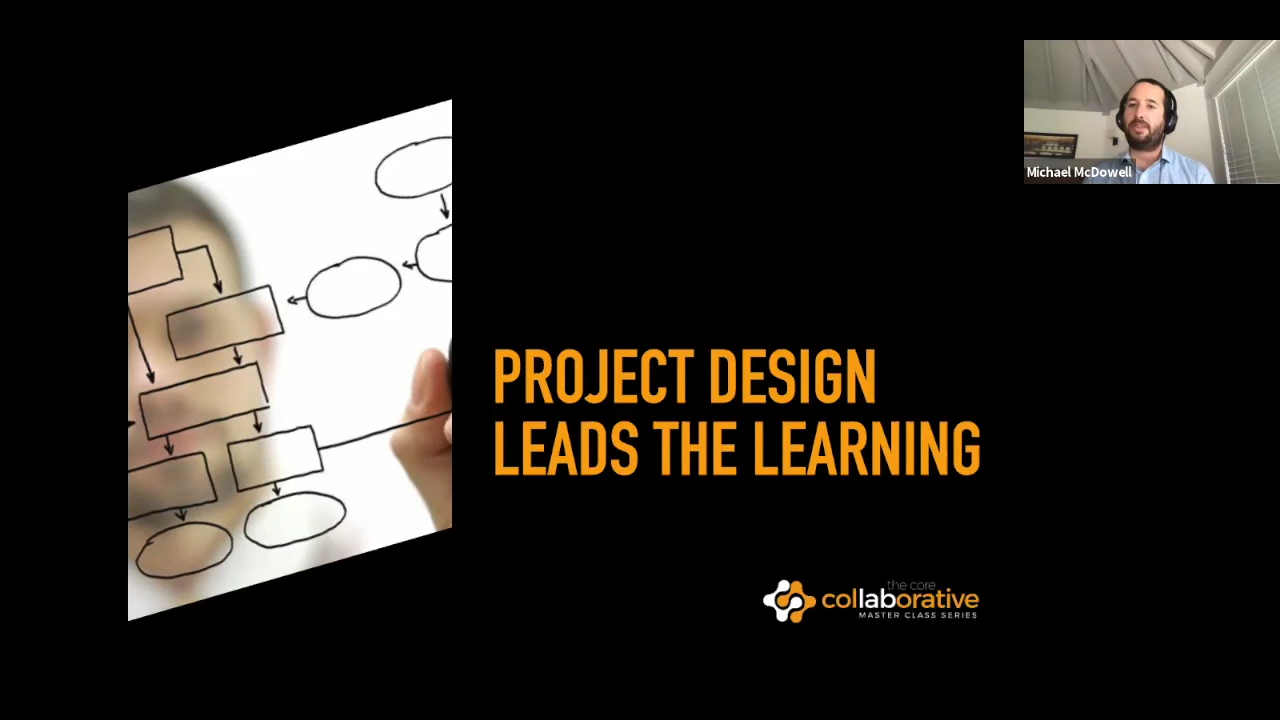 Michael McDowell
PROJECT DESIGN
LEADS THE LEARNING
the core
collaborative
MASTER CLASS SERIES